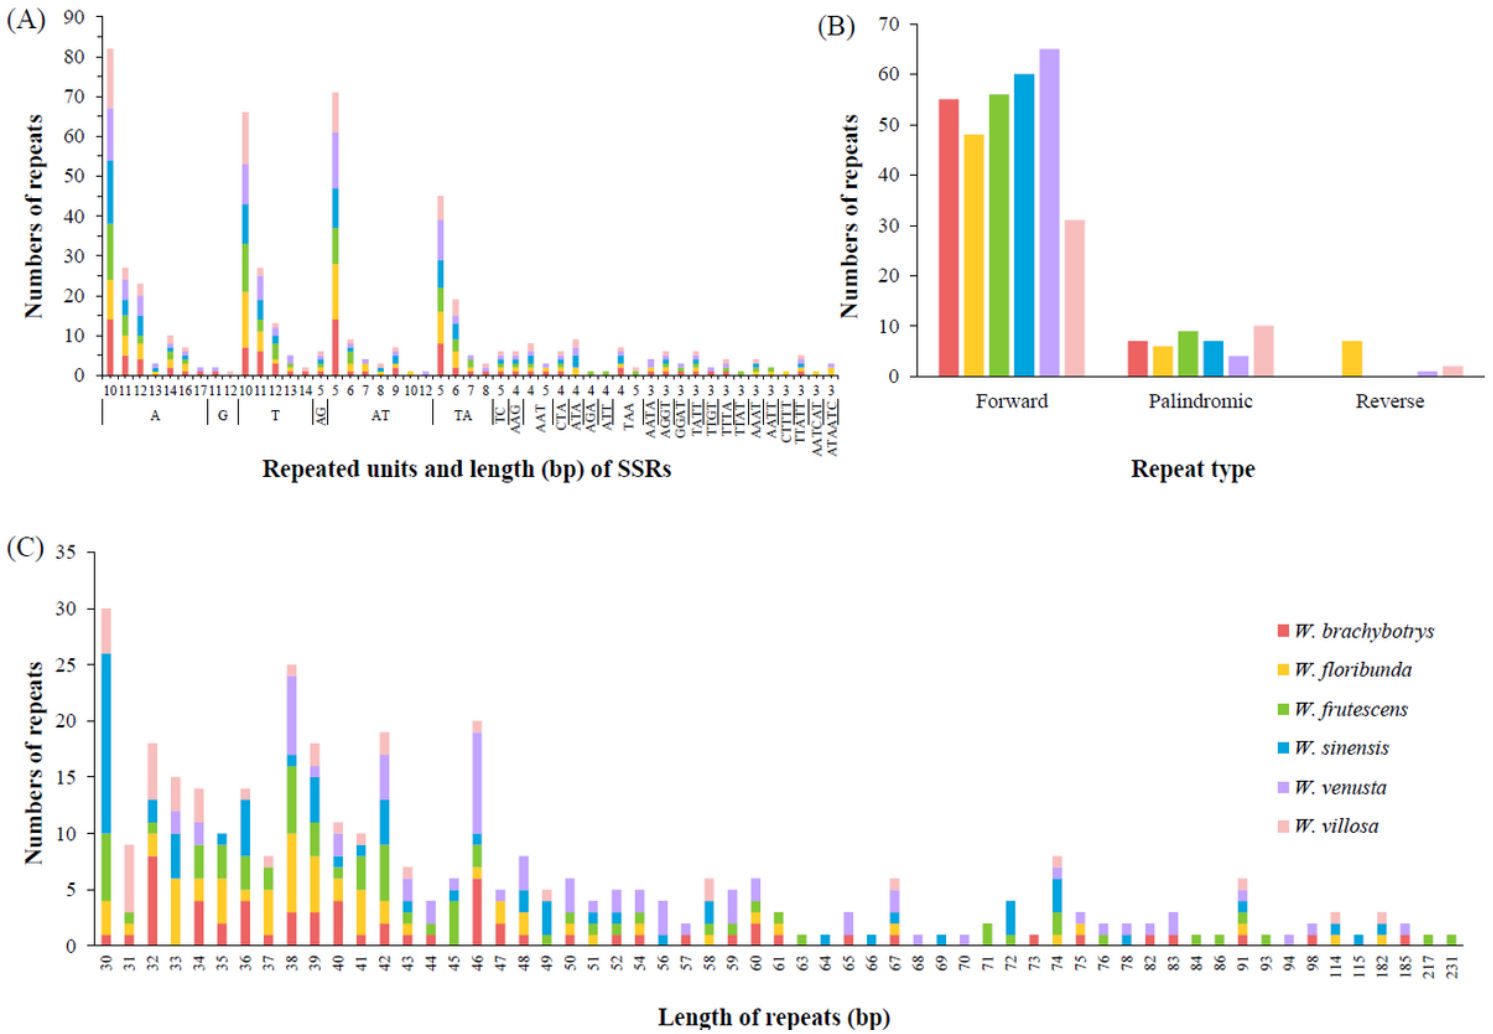 (A)
90
80
70
60
50
40
30
20
10
0
Numbers of repeats
10 11 12 13 14 16 17 11 12 10 11 12 13 14 5 5 6 7 8 9 10 12 5 6 7 8 5 4 4 5 4 4 4 4 4 5 3 3 3 3 3 3 3 3 3 3 3 3 3
A G T AG AT TA TC AAG AAT CTA ATA AGA ATT TAA AATA AGGT GGAT TATT TTGT TTTA TTAT AAAT AATT CTTTT TTATT AATCAT ATAATC
Repeated units and length (bp) of SSRs
(B)
70
60
50
40
30
20
10
0
Numbers of repeats
Forward Palindromic Reverse
Repeat type
(C)
35
30
25
20
15
10
5
0
Numbers of repeats
W. brachybotrys
W. floribunda
W. frutescens
W. sinensis
W. venusta
W. villosa
30 31 32 33 34 35 36 37 38 39 40 41 42 43 44 45 46 47 48 49 50 51 52 54 56 57 58 59 60 61 63 64 65 66 67 68 69 70 71 72 73 74 75 76 78 82 83 84 86 91 93 94 98 114 115 182 185 217 231
Length of repeats (bp)